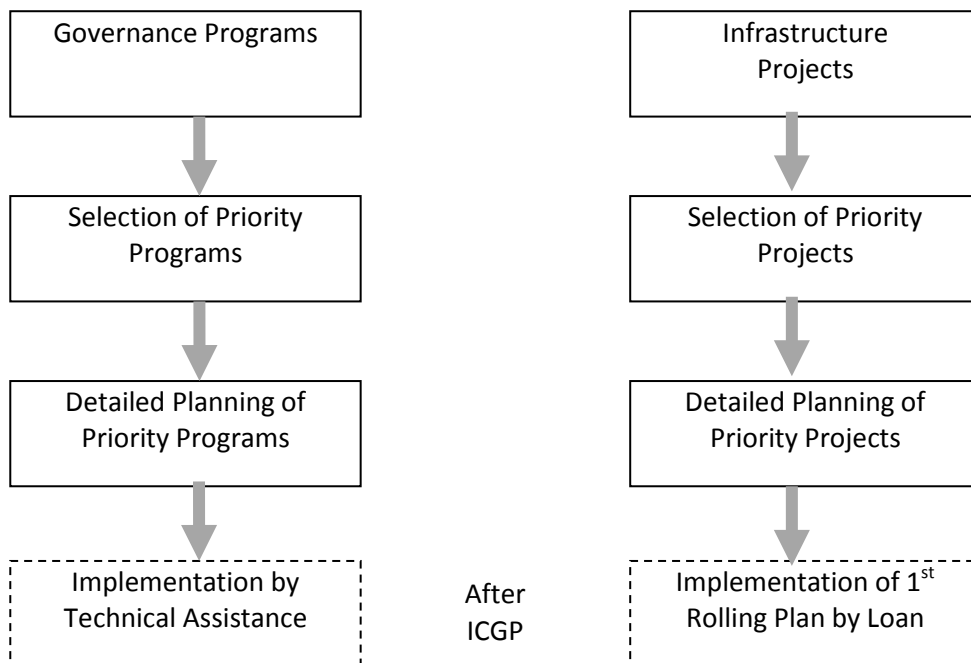 Governance Programs
Infrastructure
Projects
Selection of Priority
Programs
Selection of Priority
Projects
Detailed Planning of
Priority Programs
Detailed Planning of
Priority Projects
Implementation by
Technical Assistance
After
ICGP
Implementation of 1st
Rolling Plan by Loan